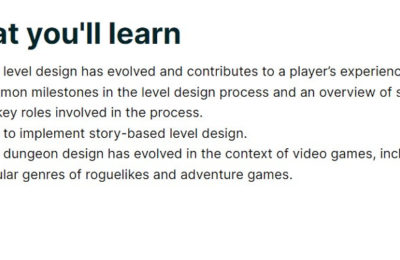 at you'll learn
level design has evolved and contributes to a player's experienc
mon milestones in the level design process and an overview of s
key roles involved in the process.
to implement story-based level design.
dungeon design has evolved in the context of video games, incl
ular genres of roguelikes and adventure games.